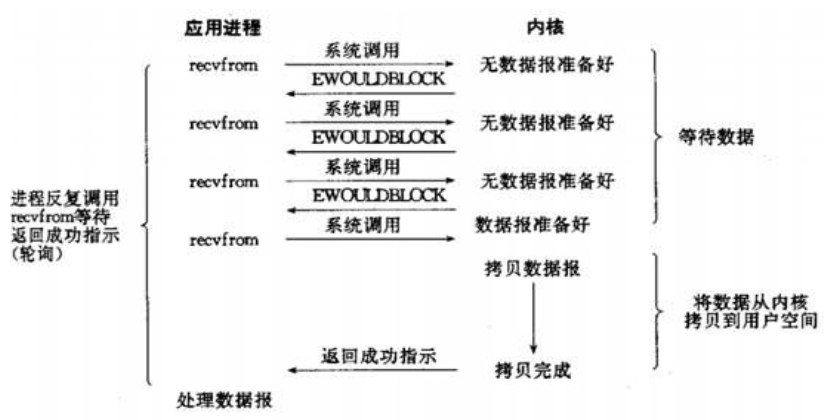 应用进程 内核
系统调用
recvfrom 无数据报准备好
EWOULDBLOCK
系统调用
recvfrom 无数据报准备好
EWOULDBLOCK
等待数据
系统调用
recvfrom 无数据报准备好
EWOULDBLOCK
进程反复调用
recvfrom等待
返回成功指示
(轮询)
系统调用
recvfrom 数据报准备好
拷贝数据报
将数据从内核
拷贝到用户空间
返回成功指示
拷贝完成
处理数据报